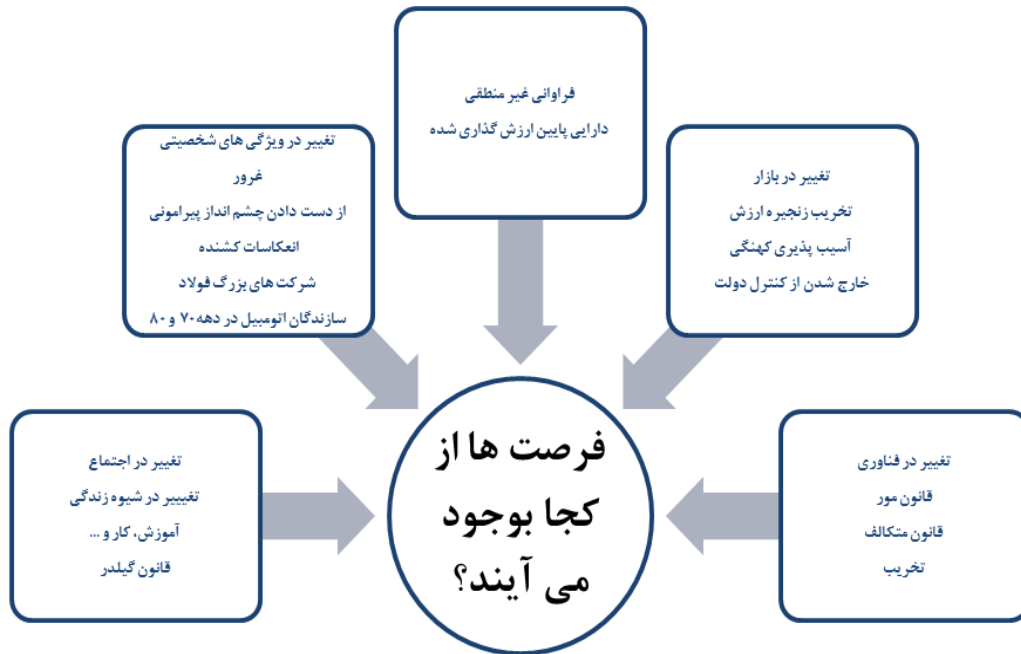 فراوانی غیر منطقی
دارایی پایین ارزش گذاری شده
تغییر در بازار
تخریب زنجیره ارزش
آسیب پذیری کهنگی
خارج شدن از کنترل دولت
تغییر در ویژگی های شخصیتی
غرور
از دست دادن چشم انداز پیرامونی
انعکاسات کشنده
شرکت های بزرگ فولاد
سازندگان اتومبیل در دهه ۷۰ و ۸۰
تغییر در فناوری
قانون مور
قانون متکالف
تخریب
تغییر در اجتماع
تغیییر در شیوه زندگی
آموزش، کار و ...
قانون گیلدر
فرصت ها از
کجا بوجود
می آیند؟